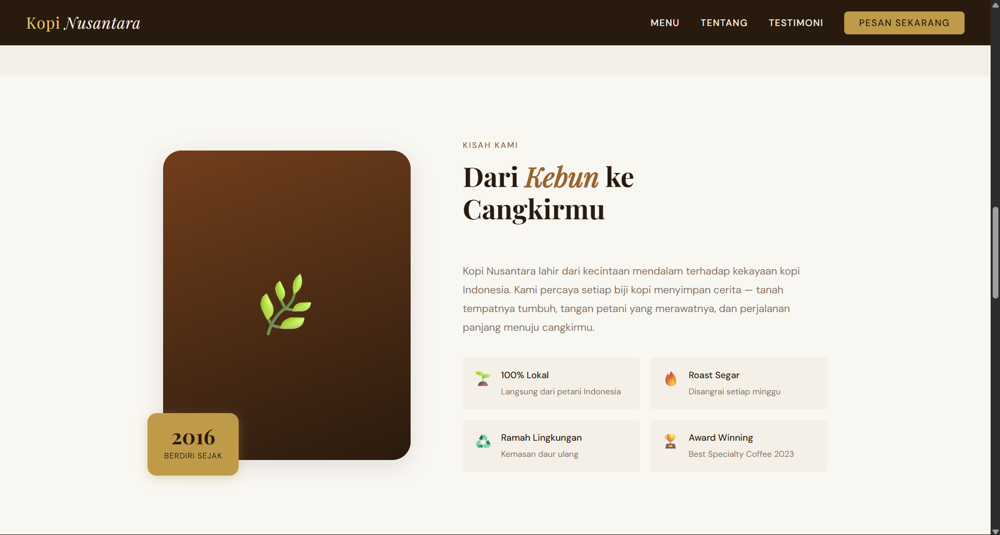 Kopi Nusantara
MENU
TENTANG
TESTIMONI
PESAN SEKARANG
KISAH KAMI
Dari Kebun ke
Cangkirmu
Kopi Nusantara lahir dari kecintaan mendalam terhadap kekayaan kopi
Indonesia. Kami percaya setiap biji kopi menyimpan cerita — tanah
tempatnya tumbuh, tangan petani yang merawatnya, dan perjalanan
panjang menuju cangkirmu.
100% Lokal
Langsung dari petani Indonesia
Roast Segar
Disangrai setiap minggu
Ramah Lingkungan
Kemasan daur ulang
Award Winning
Best Specialty Coffee 2023
2016
BERDIRI SEJAK